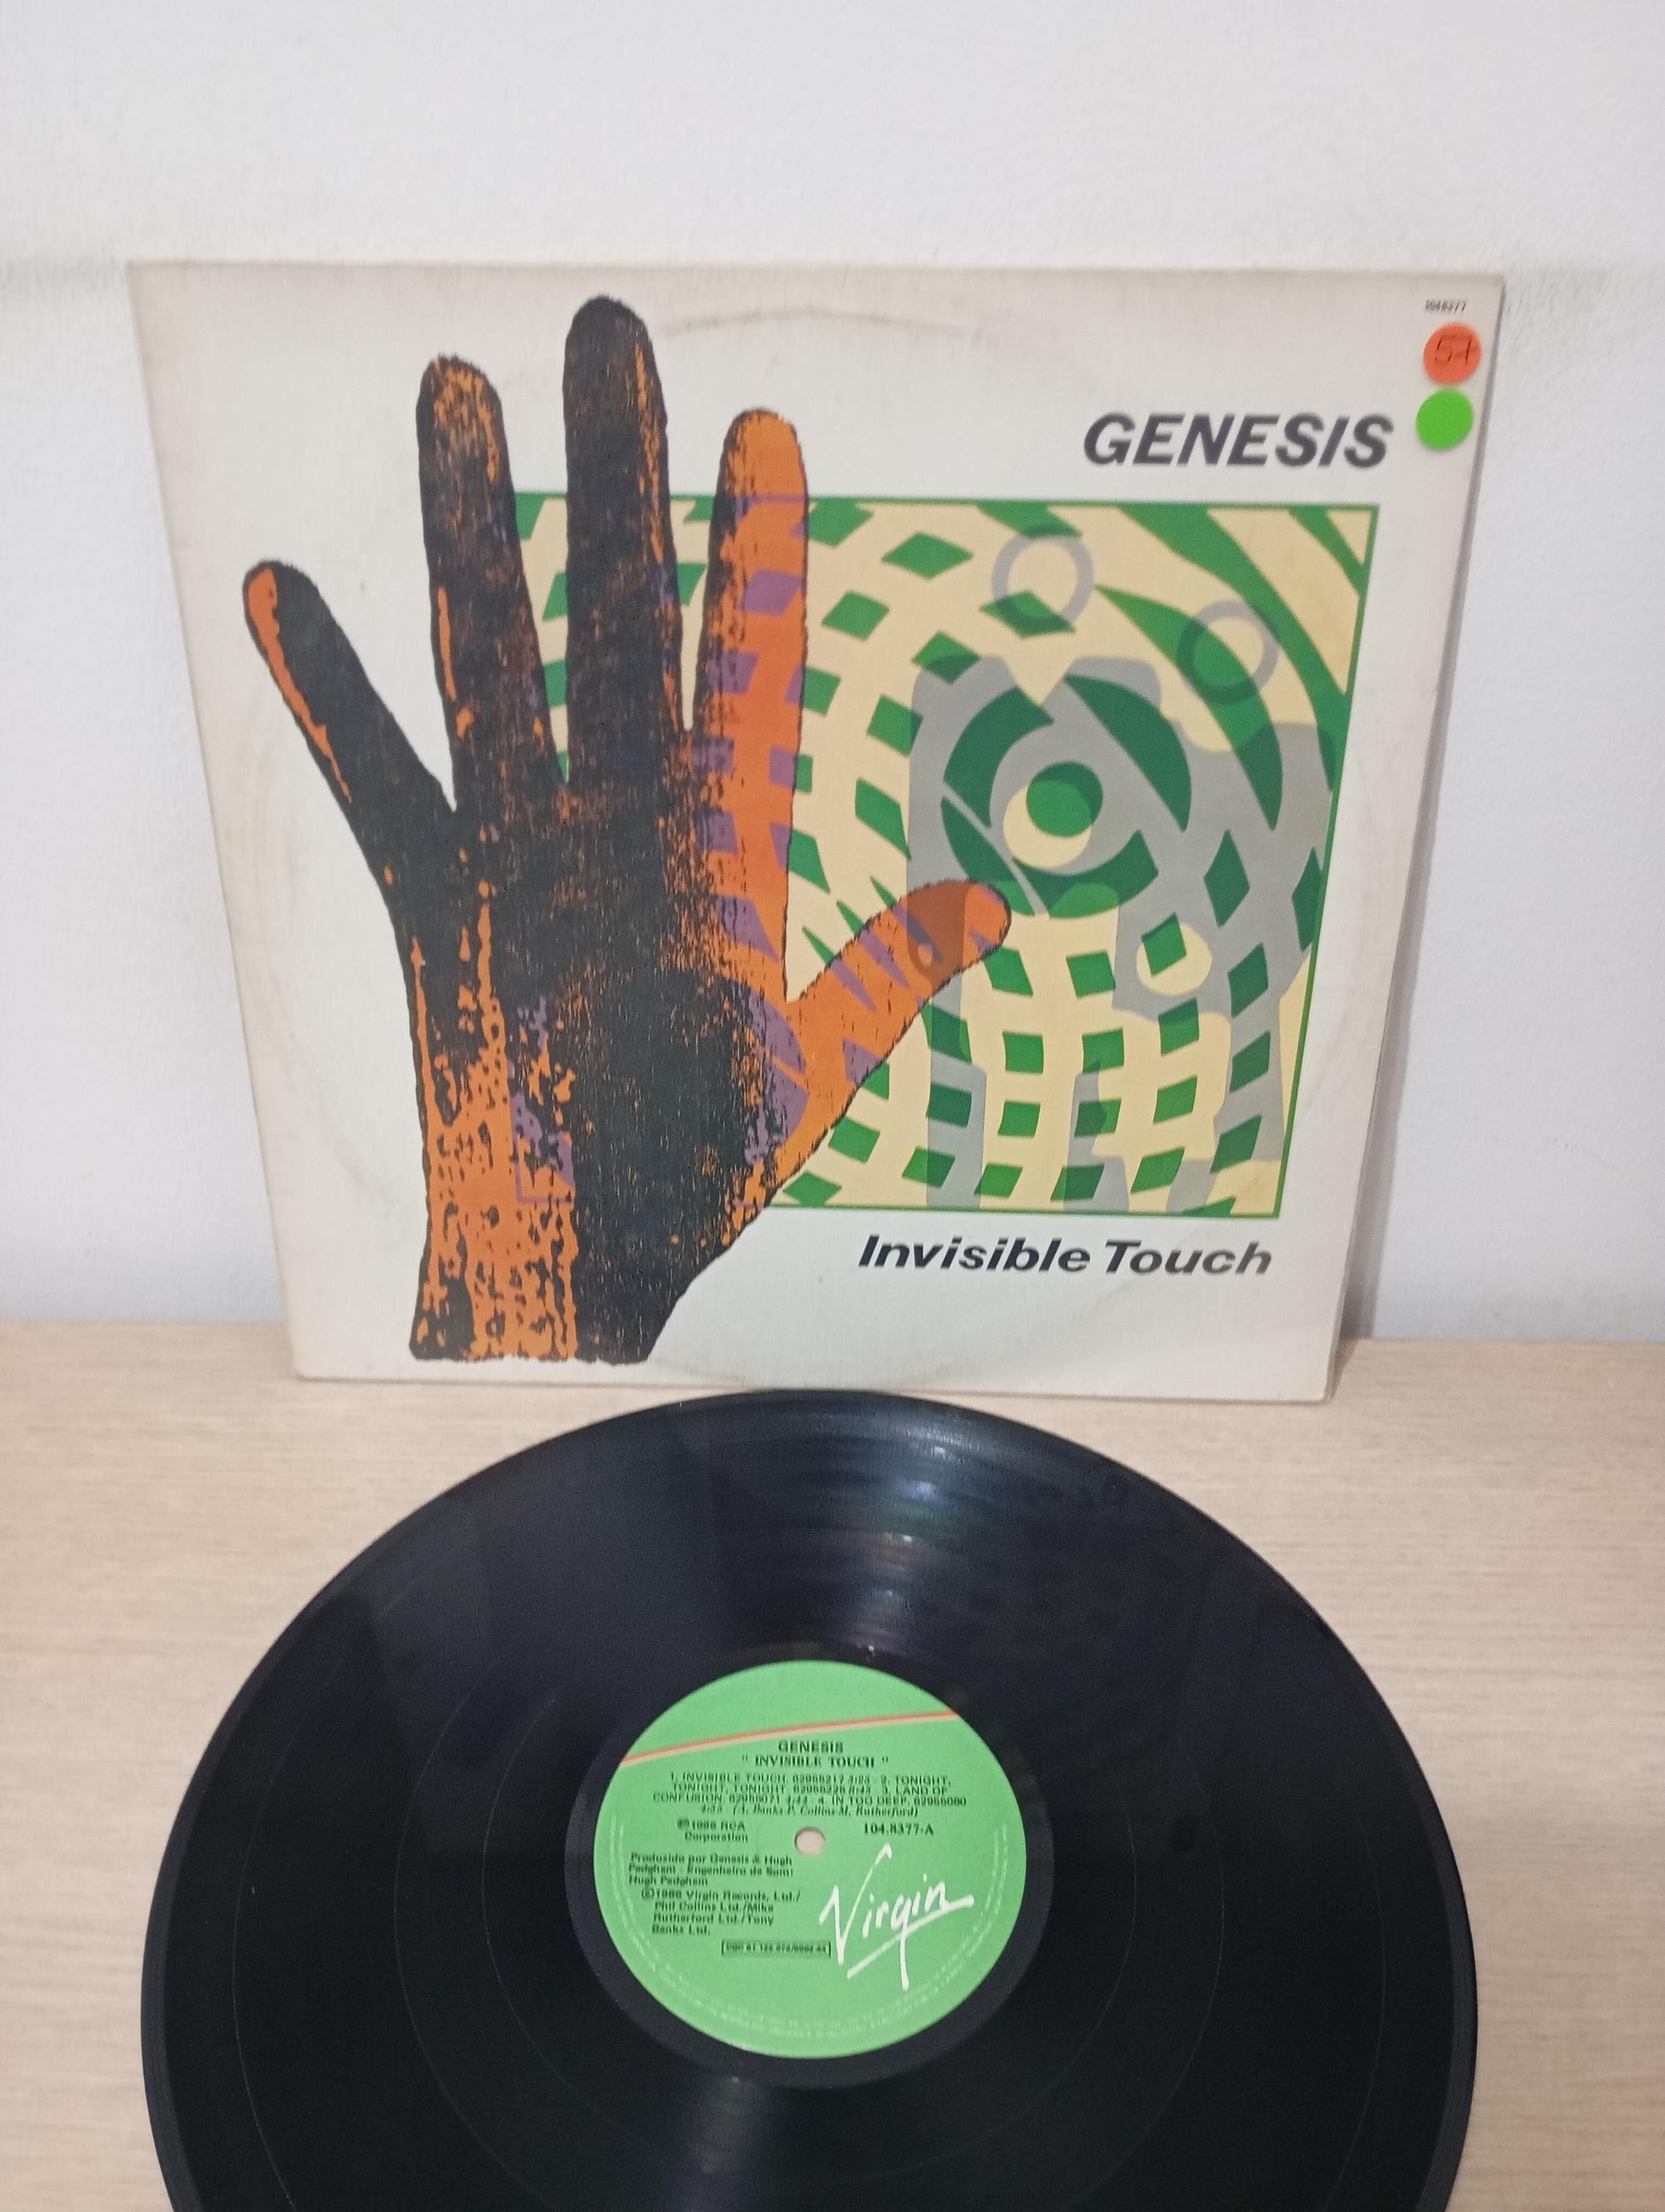 104.8377
57
GENESIS
Invisible Touch
GENESIS
" INVISIBLE TOUCH "
1. INVISIBLE TOUCH. 62055217 3:25 - 2. TONIGHT,
TONIGHT, TONIGHT. 62055225 8:43 - 3. LAND OF
CONFUSION. 62055071 4:44 - 4. IN TOO DEEP. 62055080
4:55 - (A. Banks-P. Collins-M. Rutherford)
℗1986 RCA
Corporation
104.8377-A
Produzido por Genesis & Hugh
Padgham - Engenheiro de Som:
Hugh Padgham
©1986 Virgin Records, Ltd./
Phil Collins Ltd./Mike
Rutherford Ltd./Tony
Banks Ltd.
Virgin